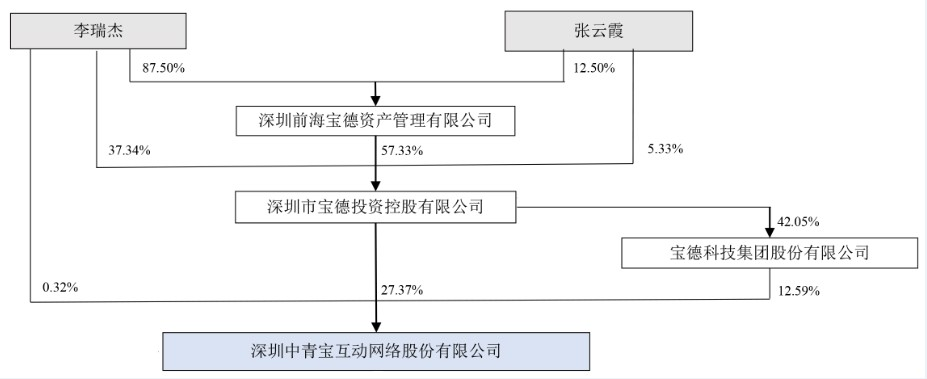 李瑞杰
张云霞
87.50%
12.50%
深圳前海宝德资产管理有限公司
37.34%
57.33%
5.33%
深圳市宝德投资控股有限公司
42.05%
宝德科技集团股份有限公司
0.32%
27.37%
12.59%
深圳中青宝互动网络股份有限公司